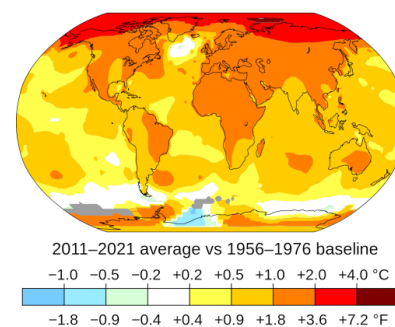 2011–2021 average vs 1956–1976 baseline
−1.0 −0.5 −0.2 +0.2 +0.5 +1.0 +2.0 +4.0 °C
−1.8 −0.9 −0.4 +0.4 +0.9 +1.8 +3.6 +7.2 °F